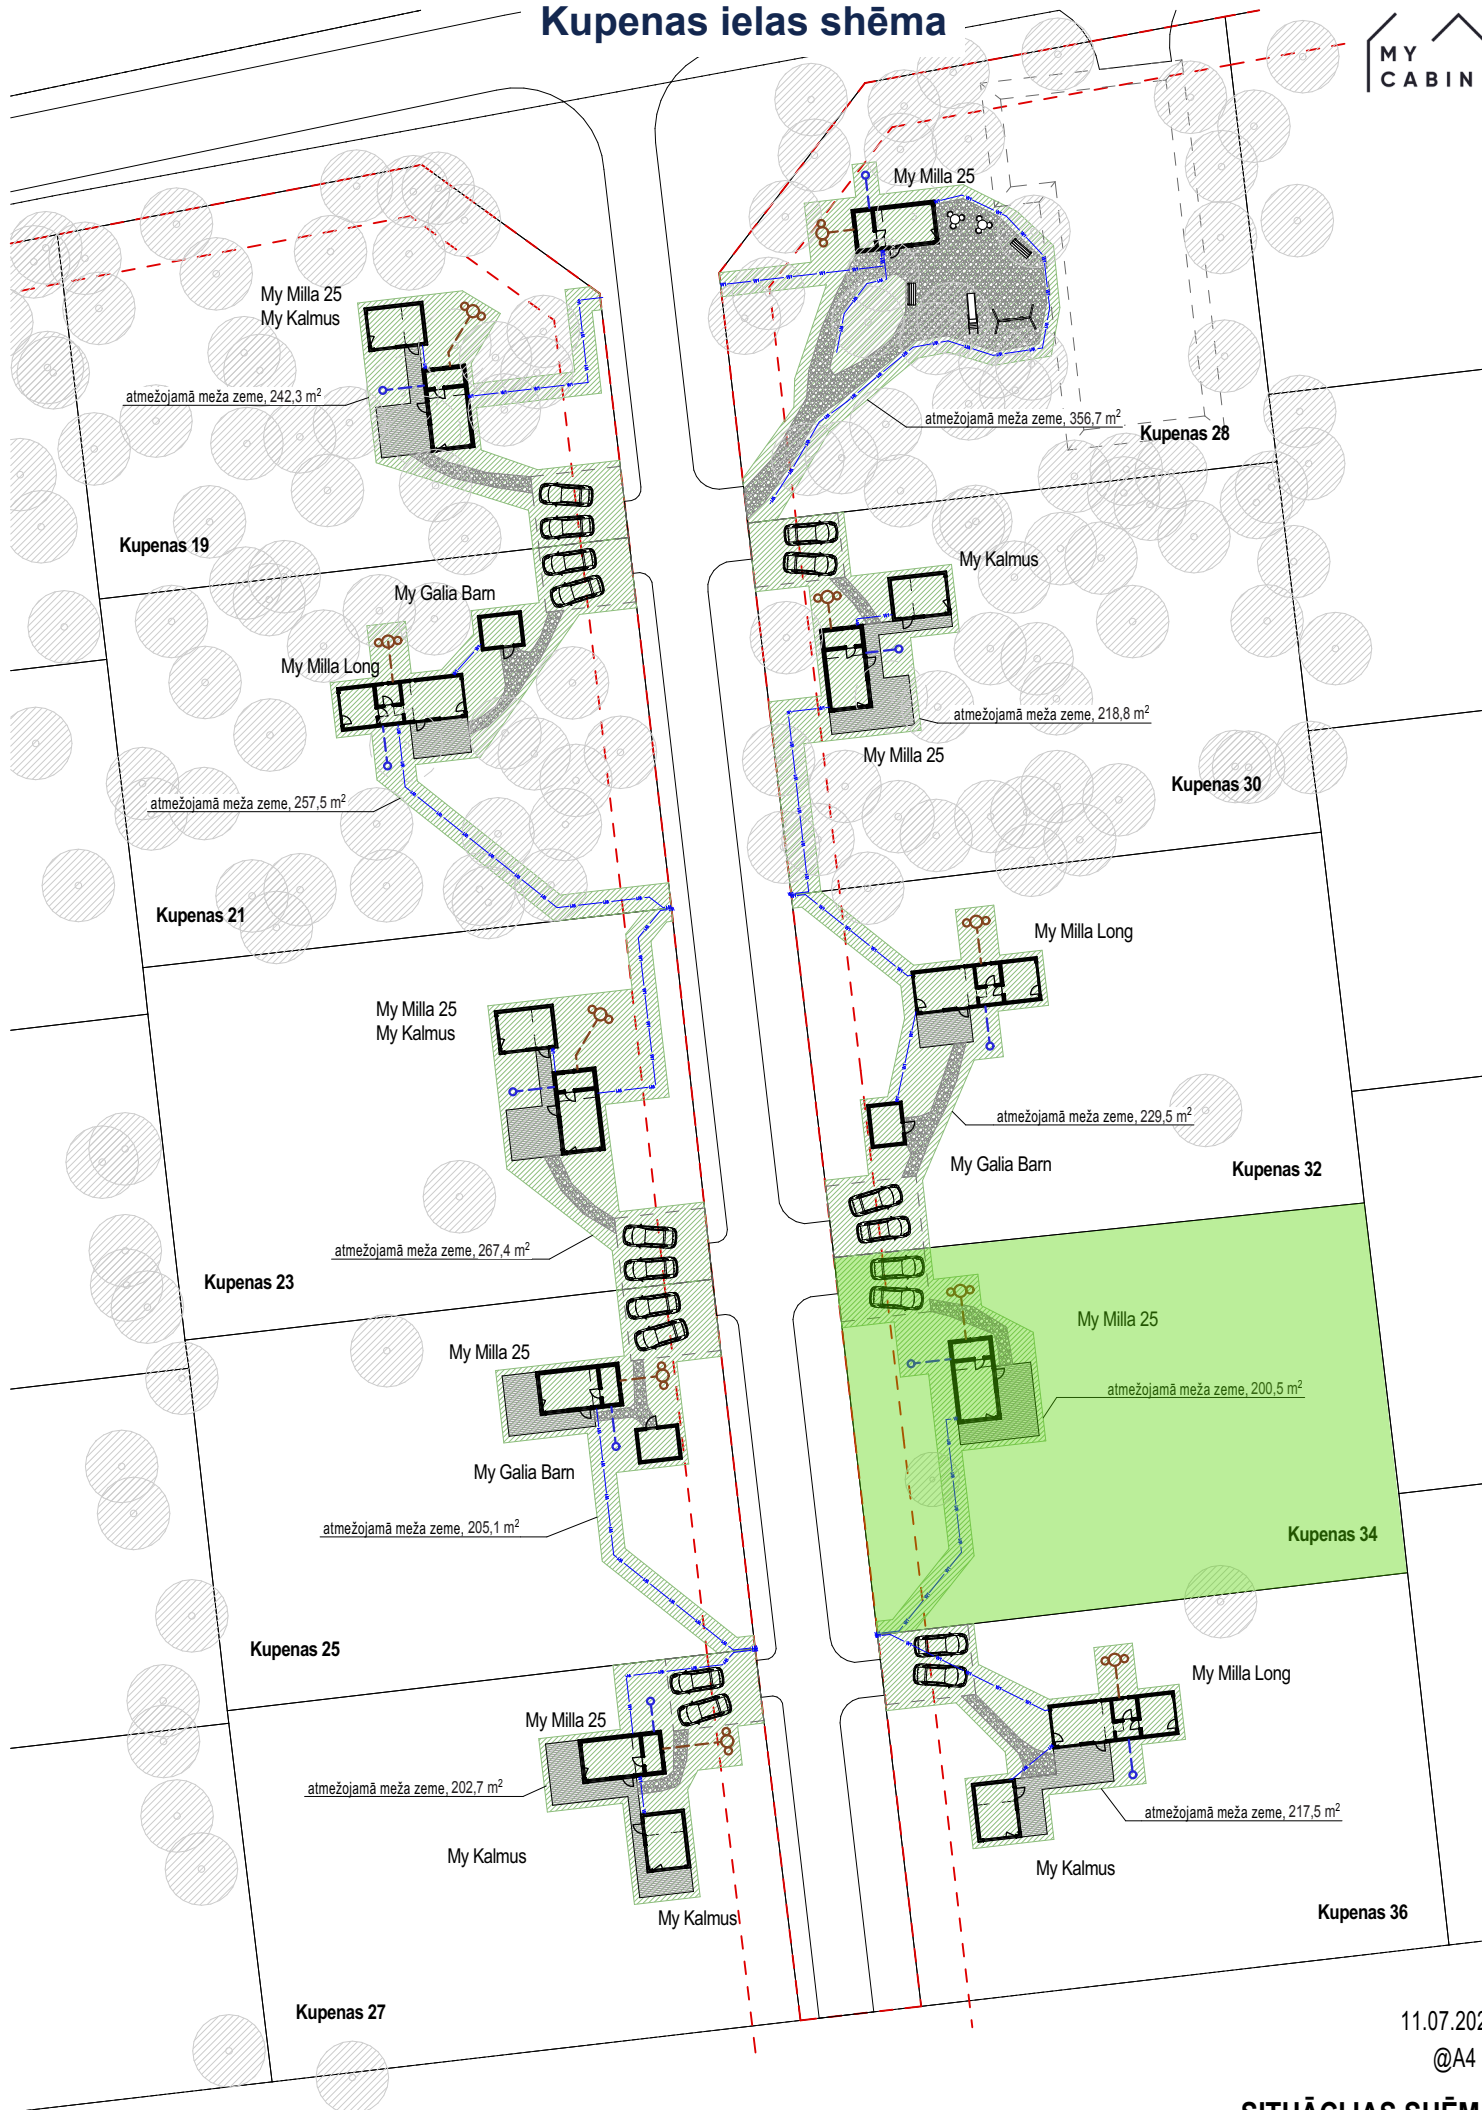 Kupenas ielas shēma
MY
CABIN
My Milla 25
My Milla 25
My Kalmus
atmežojamā meža zeme, 242,3 m²
atmežojamā meža zeme, 356,7 m²
Kupenas 28
Kupenas 19
My Kalmus
My Galia Barn
My Milla Long
atmežojamā meža zeme, 218,8 m²
My Milla 25
Kupenas 30
atmežojamā meža zeme, 257,5 m²
Kupenas 21
My Milla Long
My Milla 25
My Kalmus
atmežojamā meža zeme, 229,5 m²
My Galia Barn
Kupenas 32
atmežojamā meža zeme, 267,4 m²
Kupenas 23
My Milla 25
My Milla 25
atmežojamā meža zeme, 200,5 m²
My Galia Barn
atmežojamā meža zeme, 205,1 m²
Kupenas 34
Kupenas 25
My Milla Long
My Milla 25
atmežojamā meža zeme, 202,7 m²
atmežojamā meža zeme, 217,5 m²
My Kalmus
My Kalmus
My Kalmus
Kupenas 36
Kupenas 27
11.07.202
@A4